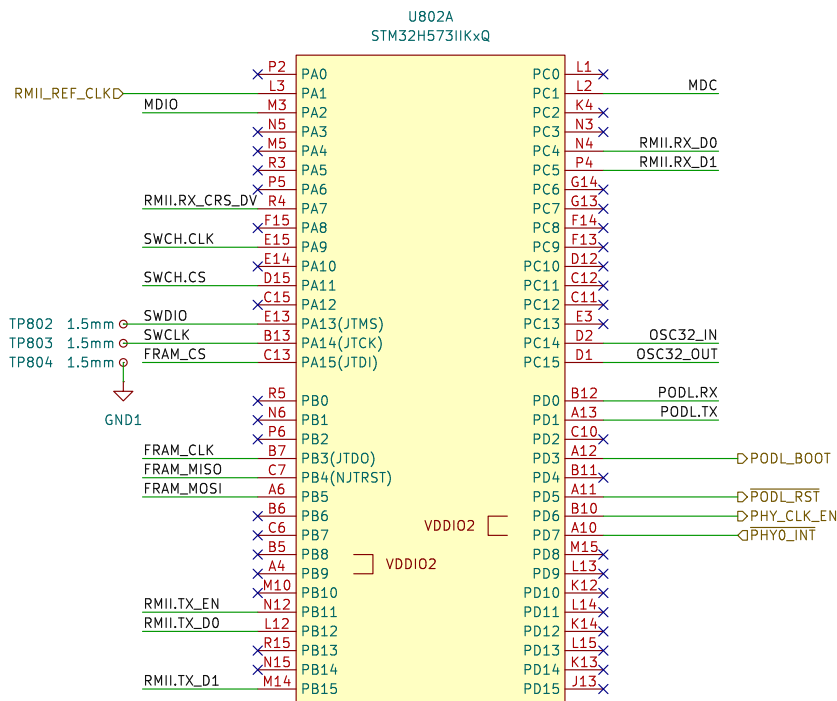 U802A
STM32H573IIKxQ
P2 PA0 PC0 L1
RMII_REF_CLK L3 PA1 PC1 L2 MDC
MDIO M3 PA2 PC2 K4
N5 PA3 PC3 N3
M5 PA4 PC4 N4 RMII.RX_D0
R3 PA5 PC5 P4 RMII.RX_D1
P5 PA6 PC6 G14
RMII.RX_CRS_DV R4 PA7 PC7 G13
F15 PA8 PC8 F14
SWCH.CLK E15 PA9 PC9 F13
E14 PA10 PC10 D12
SWCH.CS D15 PA11 PC11 C12
C15 PA12 PC12 C11
TP802 1.5mm SWDIO E13 PA13(JTMS) PC13 E3
TP803 1.5mm SWCLK B13 PA14(JTCK) PC14 D2 OSC32_IN
TP804 1.5mm FRAM_CS C13 PA15(JTDI) PC15 D1 OSC32_OUT
R5 PB0 PD0 B12 PODL.RX
GND1 N6 PB1 PD1 A13 PODL.TX
P6 PB2 PD2 C10
FRAM_CLK B7 PB3(JTDO) PD3 A12 PODL_BOOT
FRAM_MISO C7 PB4(NJTRST) PD4 B11
FRAM_MOSI A6 PB5 PD5 A11 PODL_RST
B6 PB6 VDDIO2 PD6 B10 PHY_CLK_EN
C6 PB7 PD7 A10 PHY0_INT
B5 PB8 VDDIO2 PD8 M15
A4 PB9 PD9 L13
M10 PB10 PD10 K12
RMII.TX_EN N12 PB11 PD11 L14
RMII.TX_D0 L12 PB12 PD12 K14
R15 PB13 PD13 L15
N15 PB14 PD14 K13
RMII.TX_D1 M14 PB15 PD15 J13